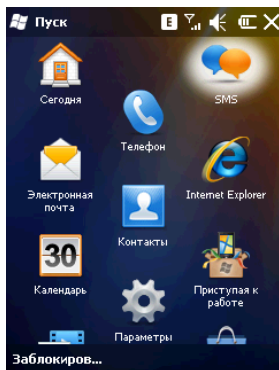 Пуск
E
Сегодня
SMS
Телефон
Электронная
почта
Internet Explorer
Контакты
30
Календарь
Приступая к
работе
Параметры
Заблокиров...